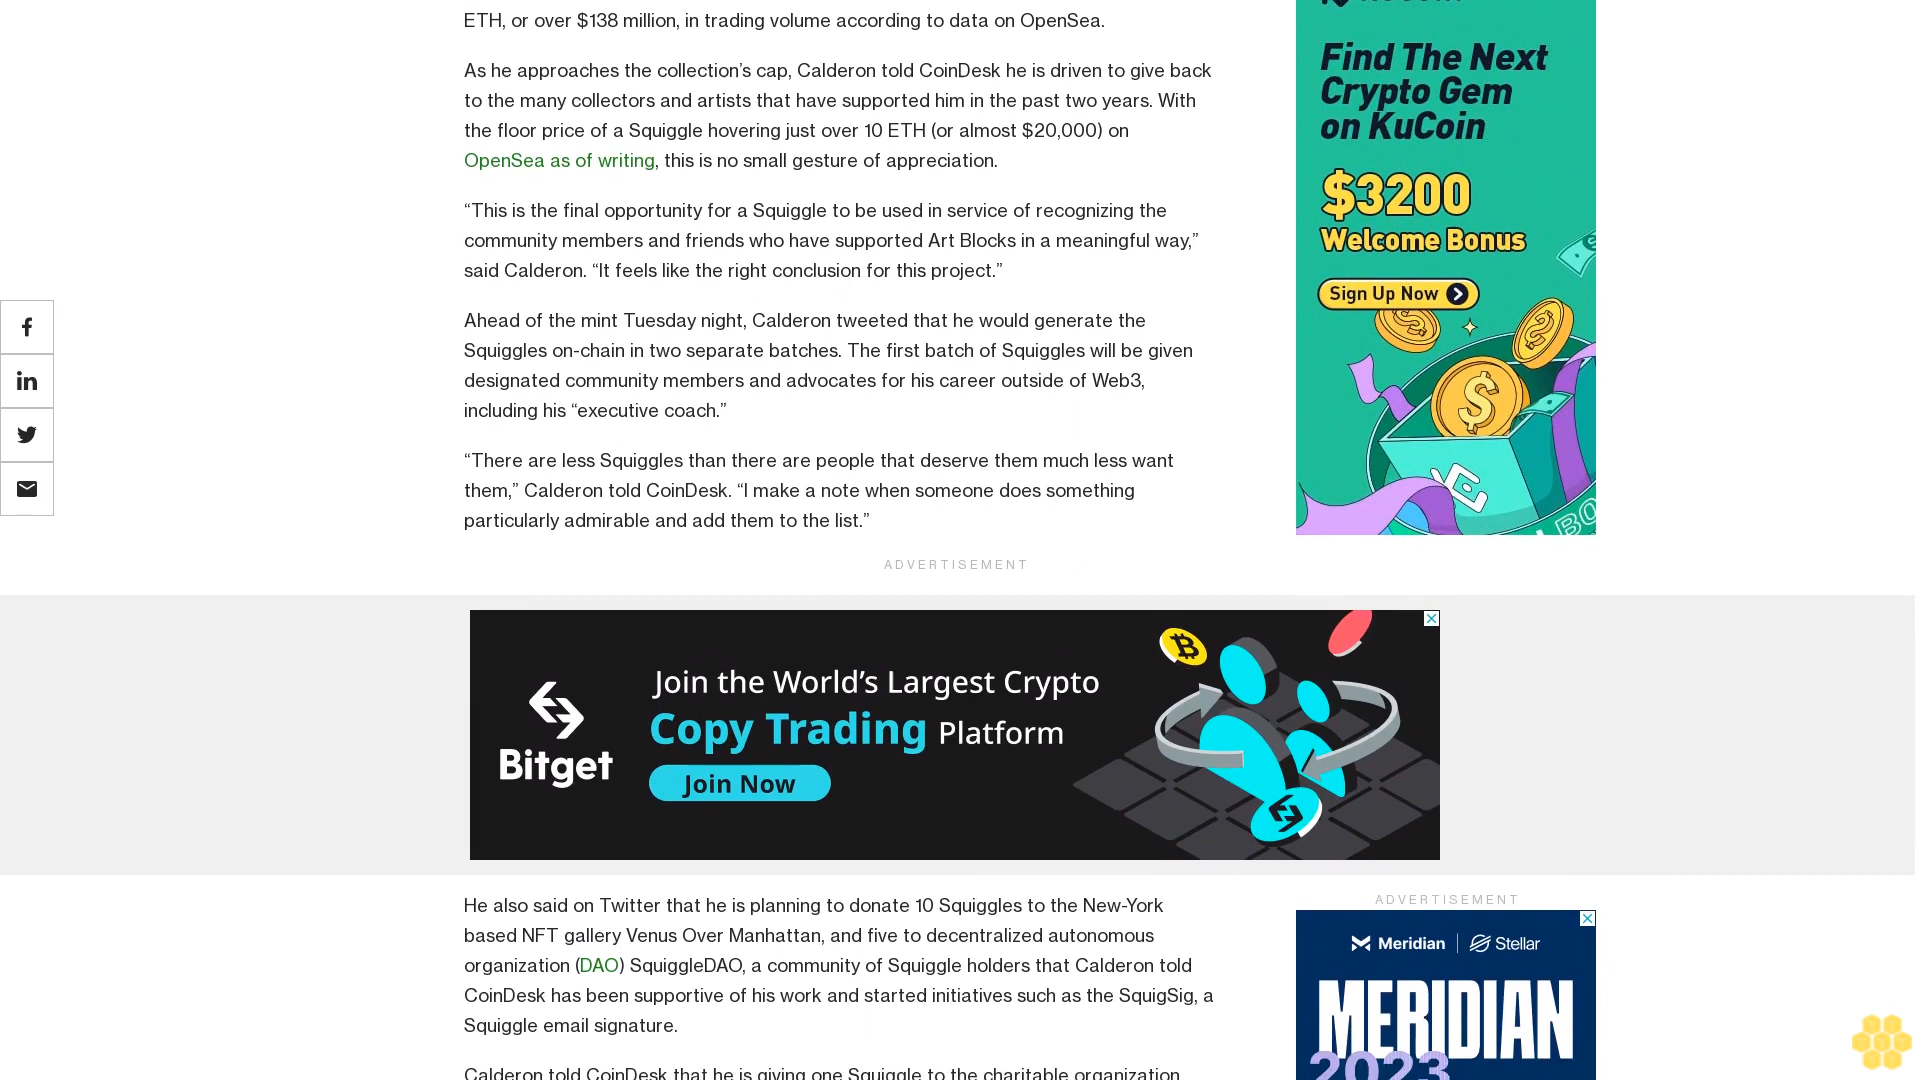 ETH, or over $138 million, in trading volume according to data on OpenSea.
As he approaches the collection’s cap, Calderon told CoinDesk he is driven to give back
to the many collectors and artists that have supported him in the past two years. With
the floor price of a Squiggle hovering just over 10 ETH (or almost $20,000) on
OpenSea as of writing, this is no small gesture of appreciation.
“This is the final opportunity for a Squiggle to be used in service of recognizing the
community members and friends who have supported Art Blocks in a meaningful way,”
said Calderon. “It feels like the right conclusion for this project.”
Ahead of the mint Tuesday night, Calderon tweeted that he would generate the
Squiggles on-chain in two separate batches. The first batch of Squiggles will be given
designated community members and advocates for his career outside of Web3,
including his “executive coach.”
“There are less Squiggles than there are people that deserve them much less want
them,” Calderon told CoinDesk. “I make a note when someone does something
particularly admirable and add them to the list.”
Find The Next
Crypto Gem
on KuCoin
$3200
Welcome Bonus
Sign Up Now
ADVERTISEMENT
Bitget
Join the World’s Largest Crypto
Copy Trading Platform
Join Now
He also said on Twitter that he is planning to donate 10 Squiggles to the New-York
based NFT gallery Venus Over Manhattan, and five to decentralized autonomous
organization (DAO) SquiggleDAO, a community of Squiggle holders that Calderon told
CoinDesk has been supportive of his work and started initiatives such as the SquigSig, a
Squiggle email signature.
Calderon told CoinDesk that he is giving one Squiggle to the charitable organization
ADVERTISEMENT
Meridian | Stellar
MERIDIAN
2023